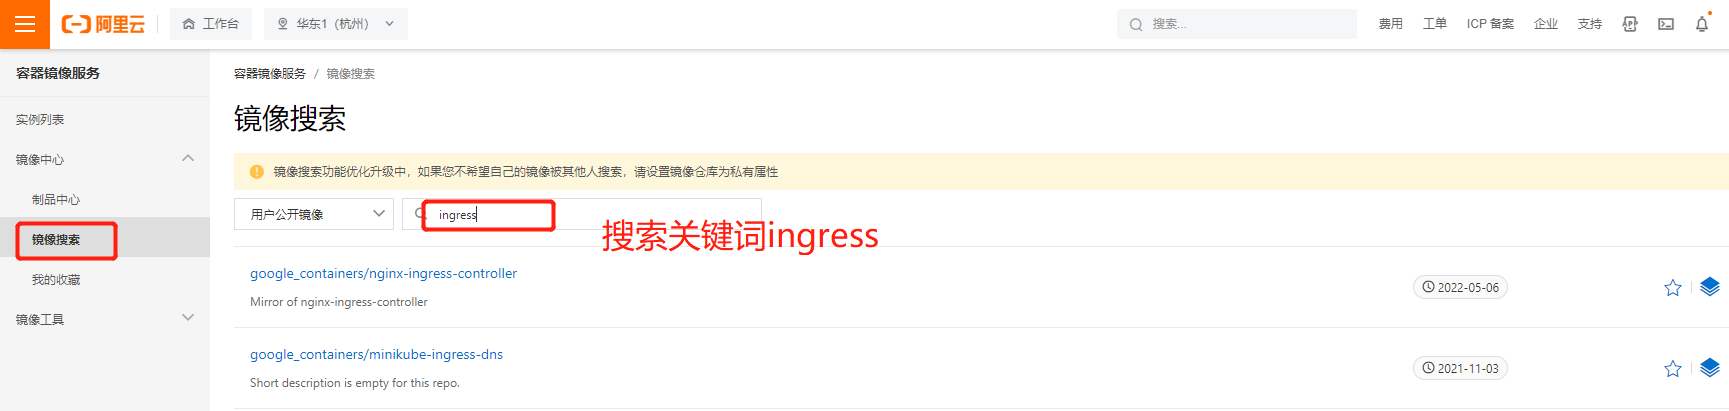 阿里云
工作台
华东1（杭州）
搜索...
费用
工单
ICP 备案
企业
支持
容器镜像服务
实例列表
镜像中心
制品中心
镜像搜索
我的收藏
镜像工具
容器镜像服务 / 镜像搜索
镜像搜索
镜像搜索功能优化升级中，如果您不希望自己的镜像被其他人搜索，请设置镜像仓库为私有属性
用户公开镜像
ingress
搜索关键词ingress
google_containers/nginx-ingress-controller
Mirror of nginx-ingress-controller
2022-05-06
google_containers/minikube-ingress-dns
Short description is empty for this repo.
2021-11-03